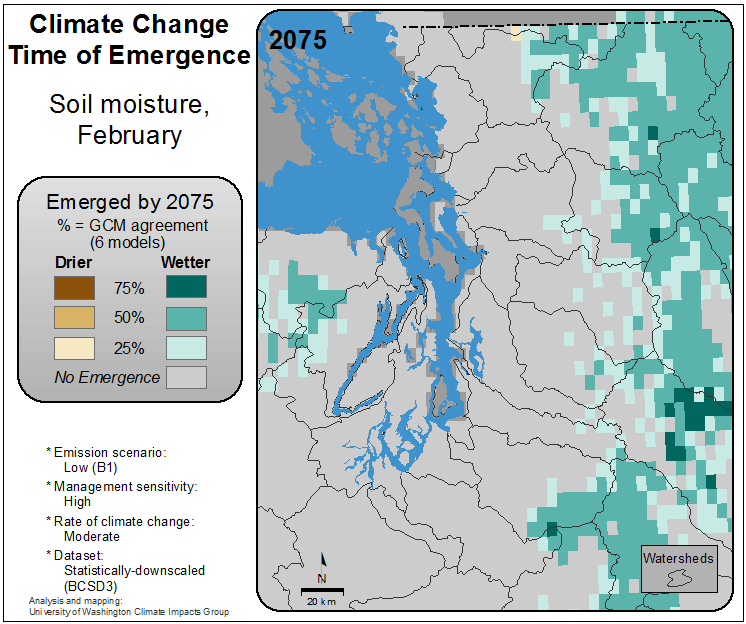 Climate Change
Time of Emergence
Soil moisture,
February
Emerged by 2075
% = GCM agreement
(6 models)
Drier Wetter
75%
50%
25%
No Emergence
* Emission scenario:
Low (B1)
* Management sensitivity:
High
* Rate of climate change:
Moderate
* Dataset:
Statistically-downscaled
(BCSD3)
Analysis and mapping:
University of Washington Climate Impacts Group
2075
N
20 km
Watersheds